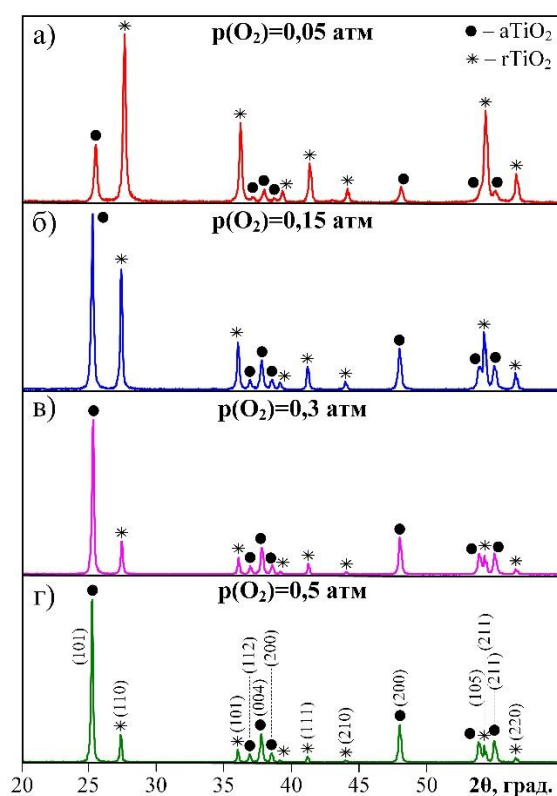 а)
p(O₂)=0,05 атм
● – aTiO₂
✳ – rTiO₂
б)
p(O₂)=0,15 атм
в)
p(O₂)=0,3 атм
г)
p(O₂)=0,5 атм
(101)
(110)
(101)
(112)
(004)
(200)
(111)
(210)
(200)
(105)
(211)
(211)
(220)
20 25 30 35 40 45 50 2θ, град.